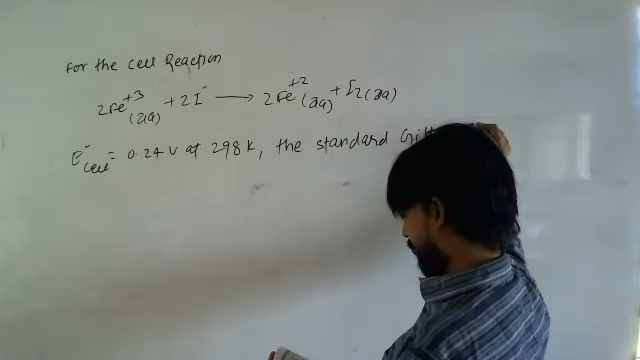 For the cell Reaction
2Fe⁺³(aq) + 2I⁻ ⟶ 2Fe⁺²(aq) + I₂(aq)
E⁻cell = 0.24 V at 298 K, the standard